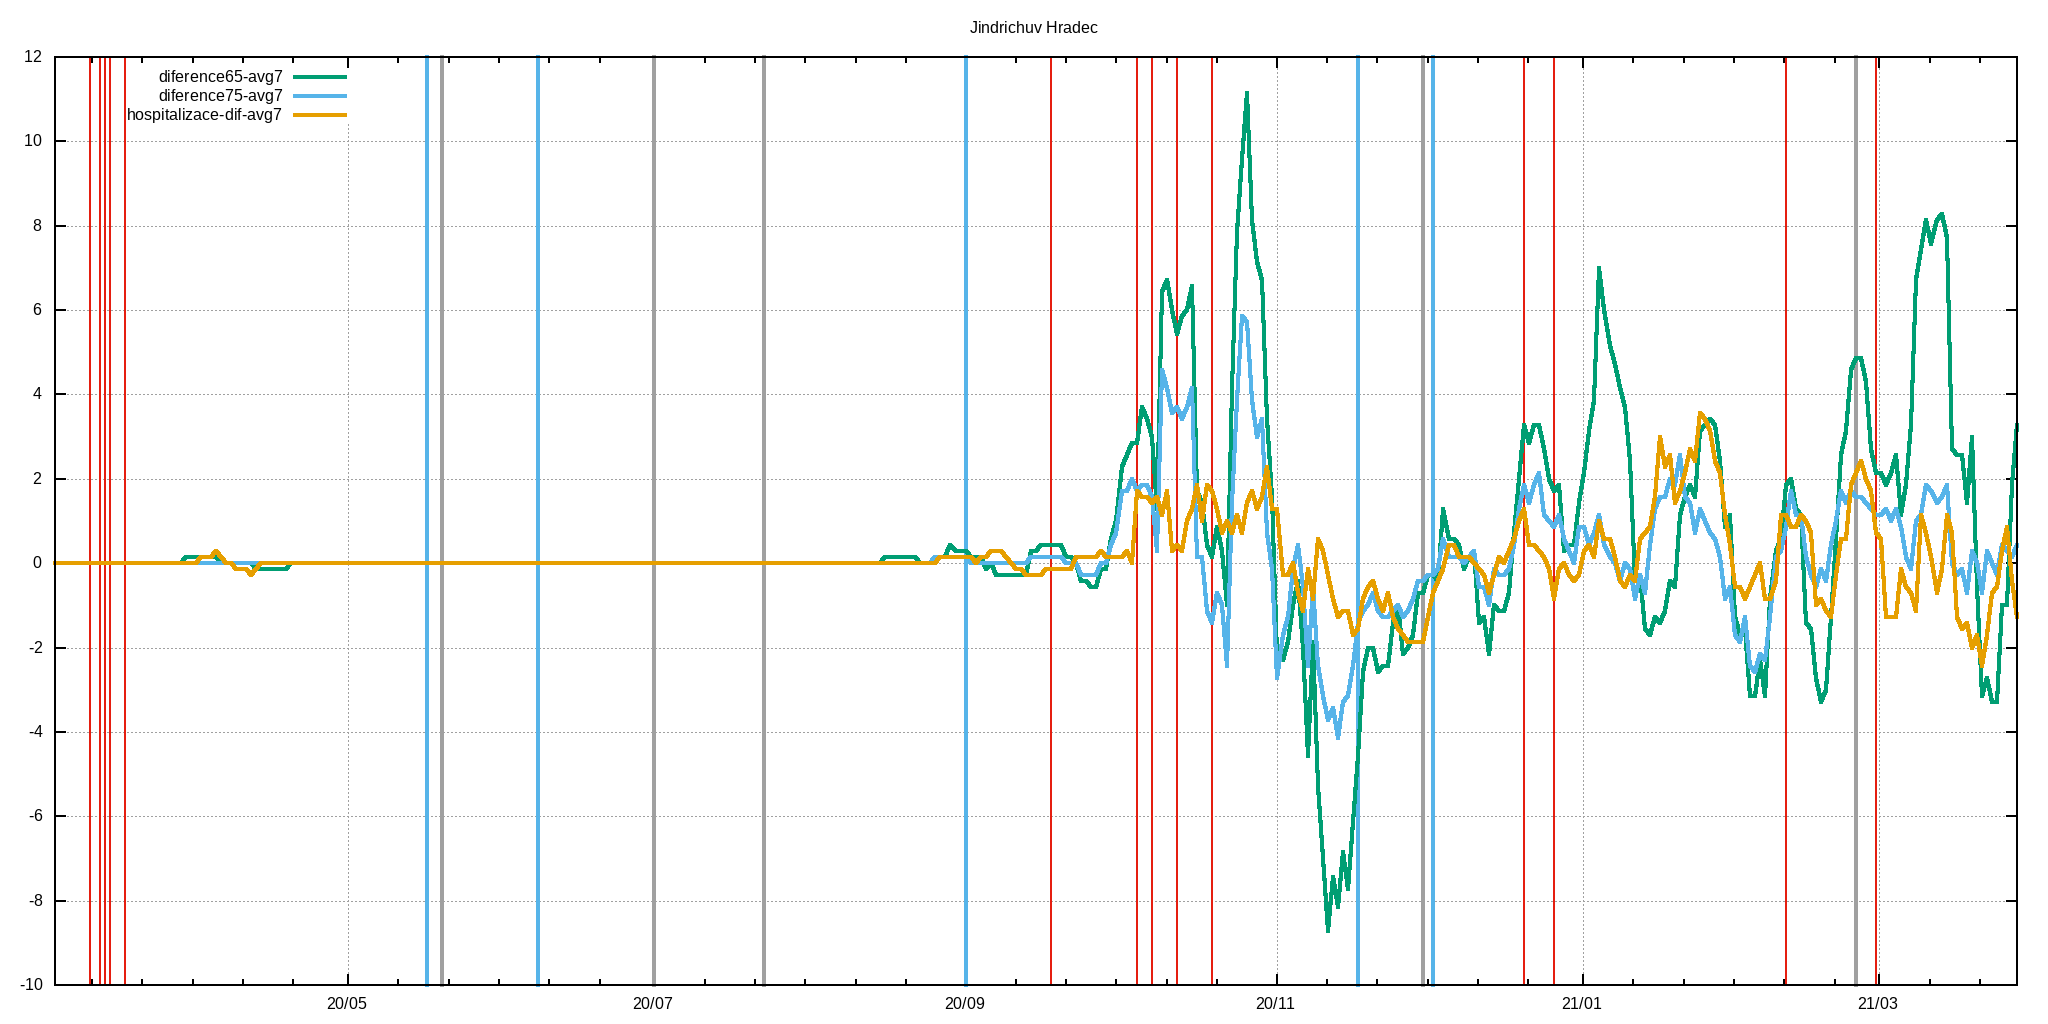 Jindrichuv Hradec
12
diference65-avg7
diference75-avg7
hospitalizace-dif-avg7
10
8
6
4
2
0
-2
-4
-6
-8
-10
20/05 20/07 20/09 20/11 21/01 21/03